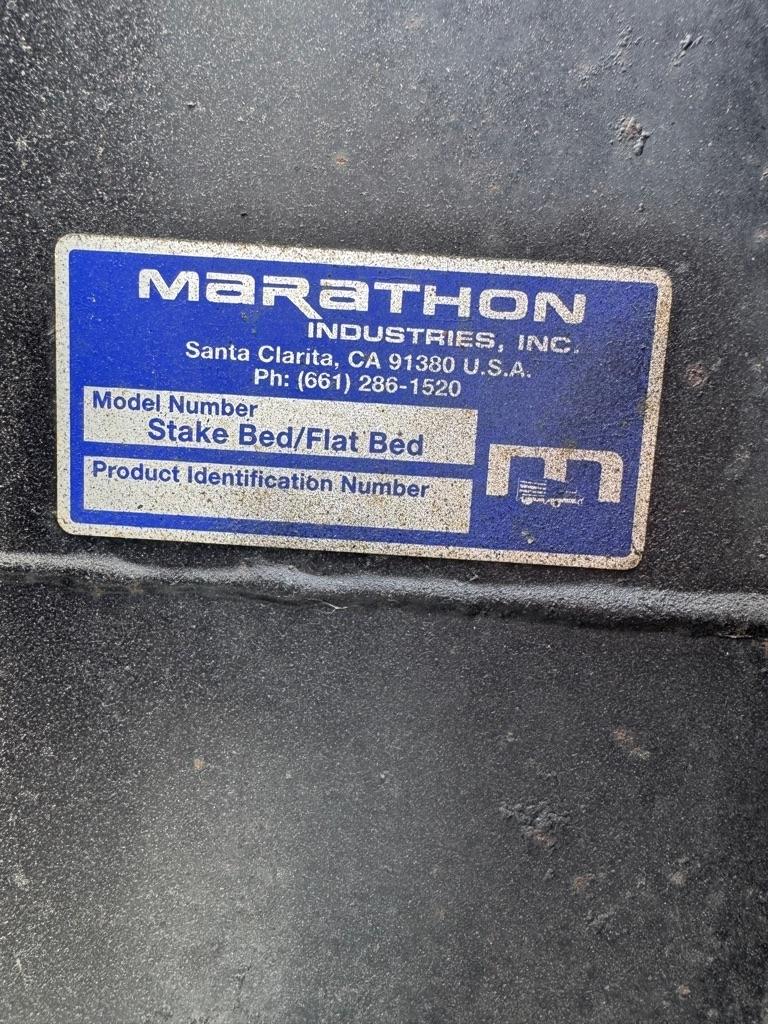 MARATHON
INDUSTRIES, INC.
Santa Clarita, CA 91380 U.S.A.
Ph: (661) 286-1520
Model Number
Stake Bed/Flat Bed
Product Identification Number
m